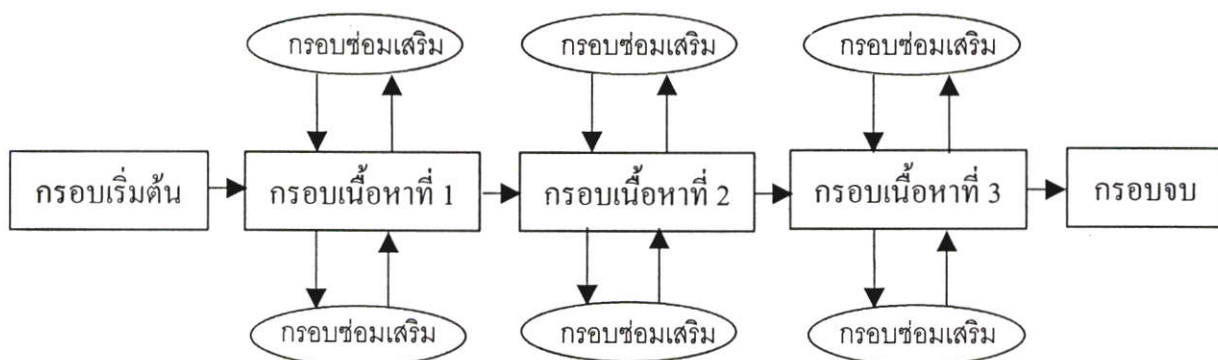 กรอบซ่อมเสริม
กรอบซ่อมเสริม
กรอบซ่อมเสริม
กรอบเริ่มต้น
กรอบเนื้อหาที่ 1
กรอบเนื้อหาที่ 2
กรอบเนื้อหาที่ 3
กรอบจบ
กรอบซ่อมเสริม
กรอบซ่อมเสริม
กรอบซ่อมเสริม